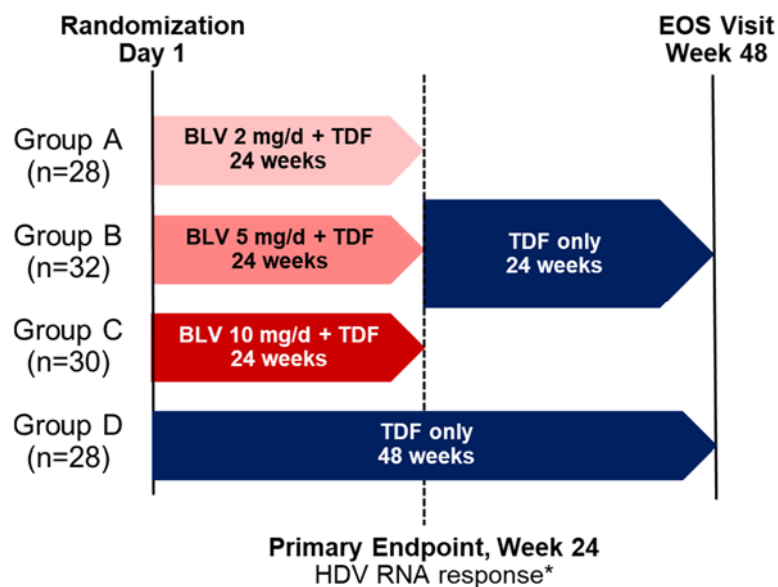 Randomization
Day 1
EOS Visit
Week 48
Group A
(n=28)
BLV 2 mg/d + TDF
24 weeks
Group B
(n=32)
BLV 5 mg/d + TDF
24 weeks
TDF only
24 weeks
Group C
(n=30)
BLV 10 mg/d + TDF
24 weeks
Group D
(n=28)
TDF only
48 weeks
Primary Endpoint, Week 24
HDV RNA response*